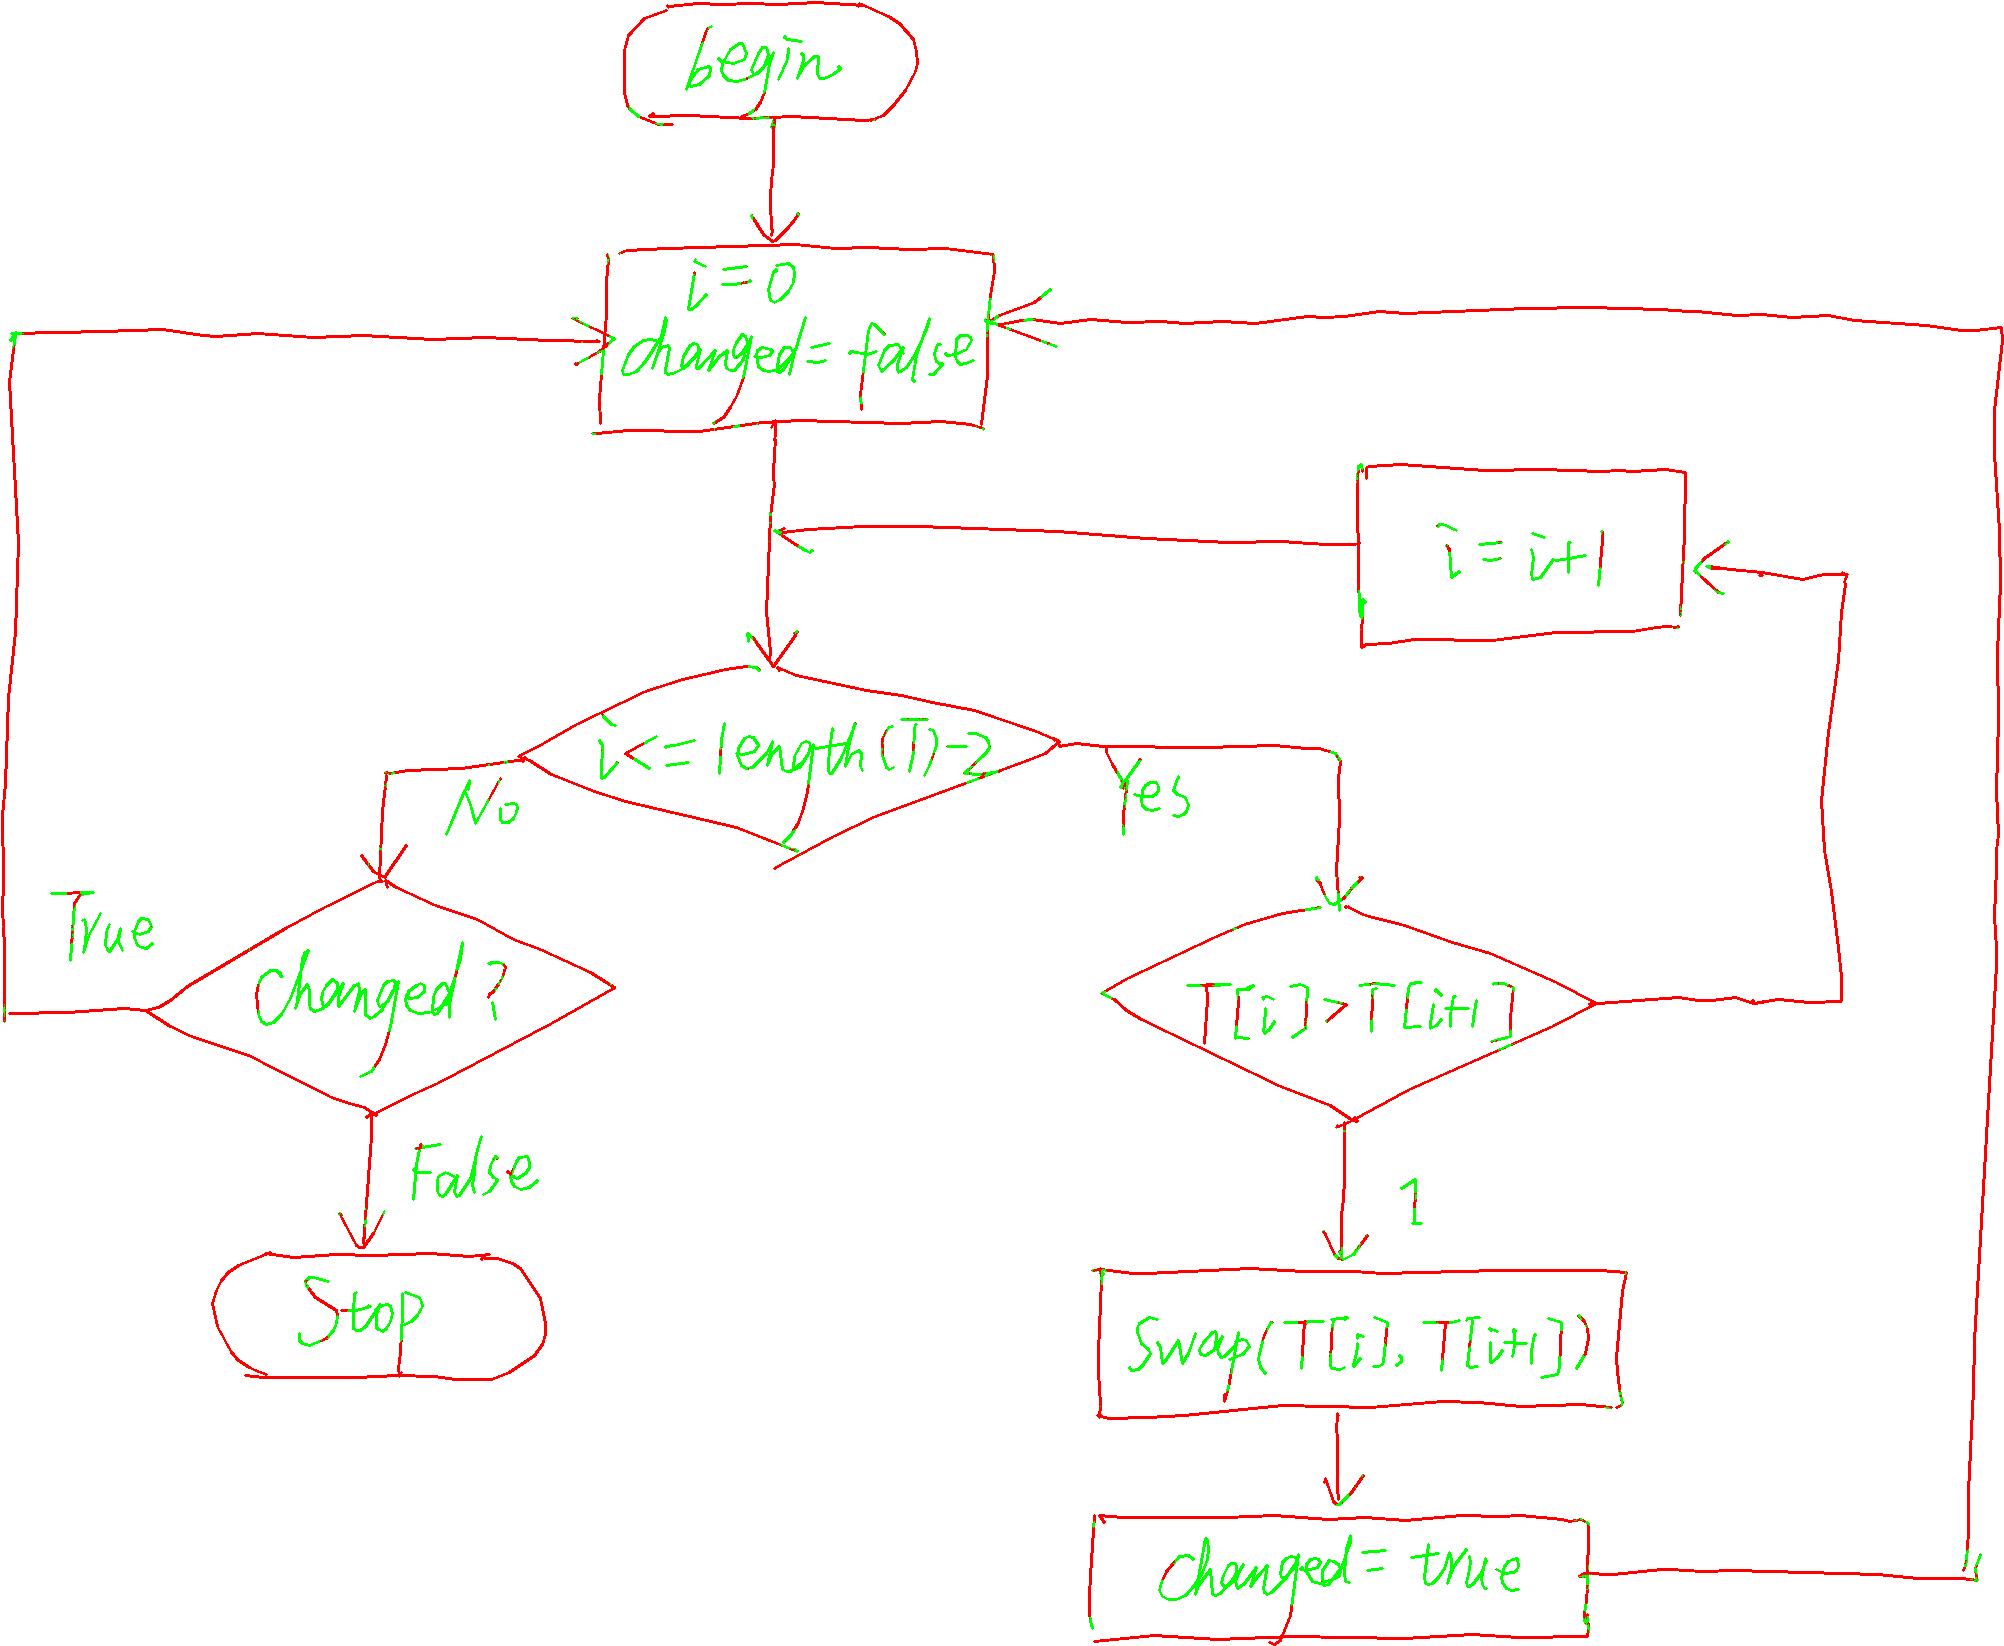 begin
i=0
changed=false
i=i+1
i<=length(T)-2
No
Yes
True
changed?
T[i]>T[i+1]
False
1
Stop
Swap(T[i], T[i+1])
changed=true